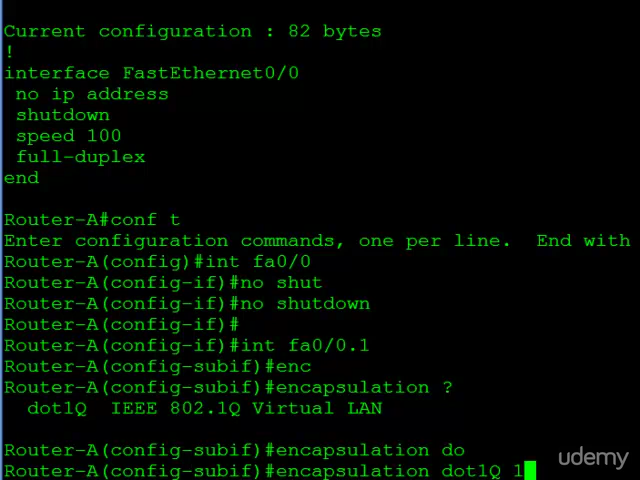 Current configuration : 82 bytes
!
interface FastEthernet0/0
no ip address
shutdown
speed 100
full-duplex
end
Router-A#conf t
Enter configuration commands, one per line.  End with
Router-A(config)#int fa0/0
Router-A(config-if)#no shut
Router-A(config-if)#no shutdown
Router-A(config-if)#
Router-A(config-if)#int fa0/0.1
Router-A(config-subif)#enc
Router-A(config-subif)#encapsulation ?
dot1Q  IEEE 802.1Q Virtual LAN
Router-A(config-subif)#encapsulation do
Router-A(config-subif)#encapsulation dot1Q 1
udemy